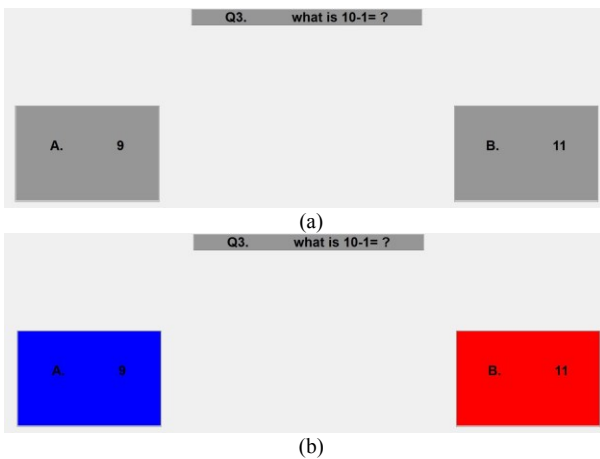 Q3. what is 10-1= ?
A. 9 B. 11
(a)
Q3. what is 10-1= ?
A. 9 B. 11
(b)